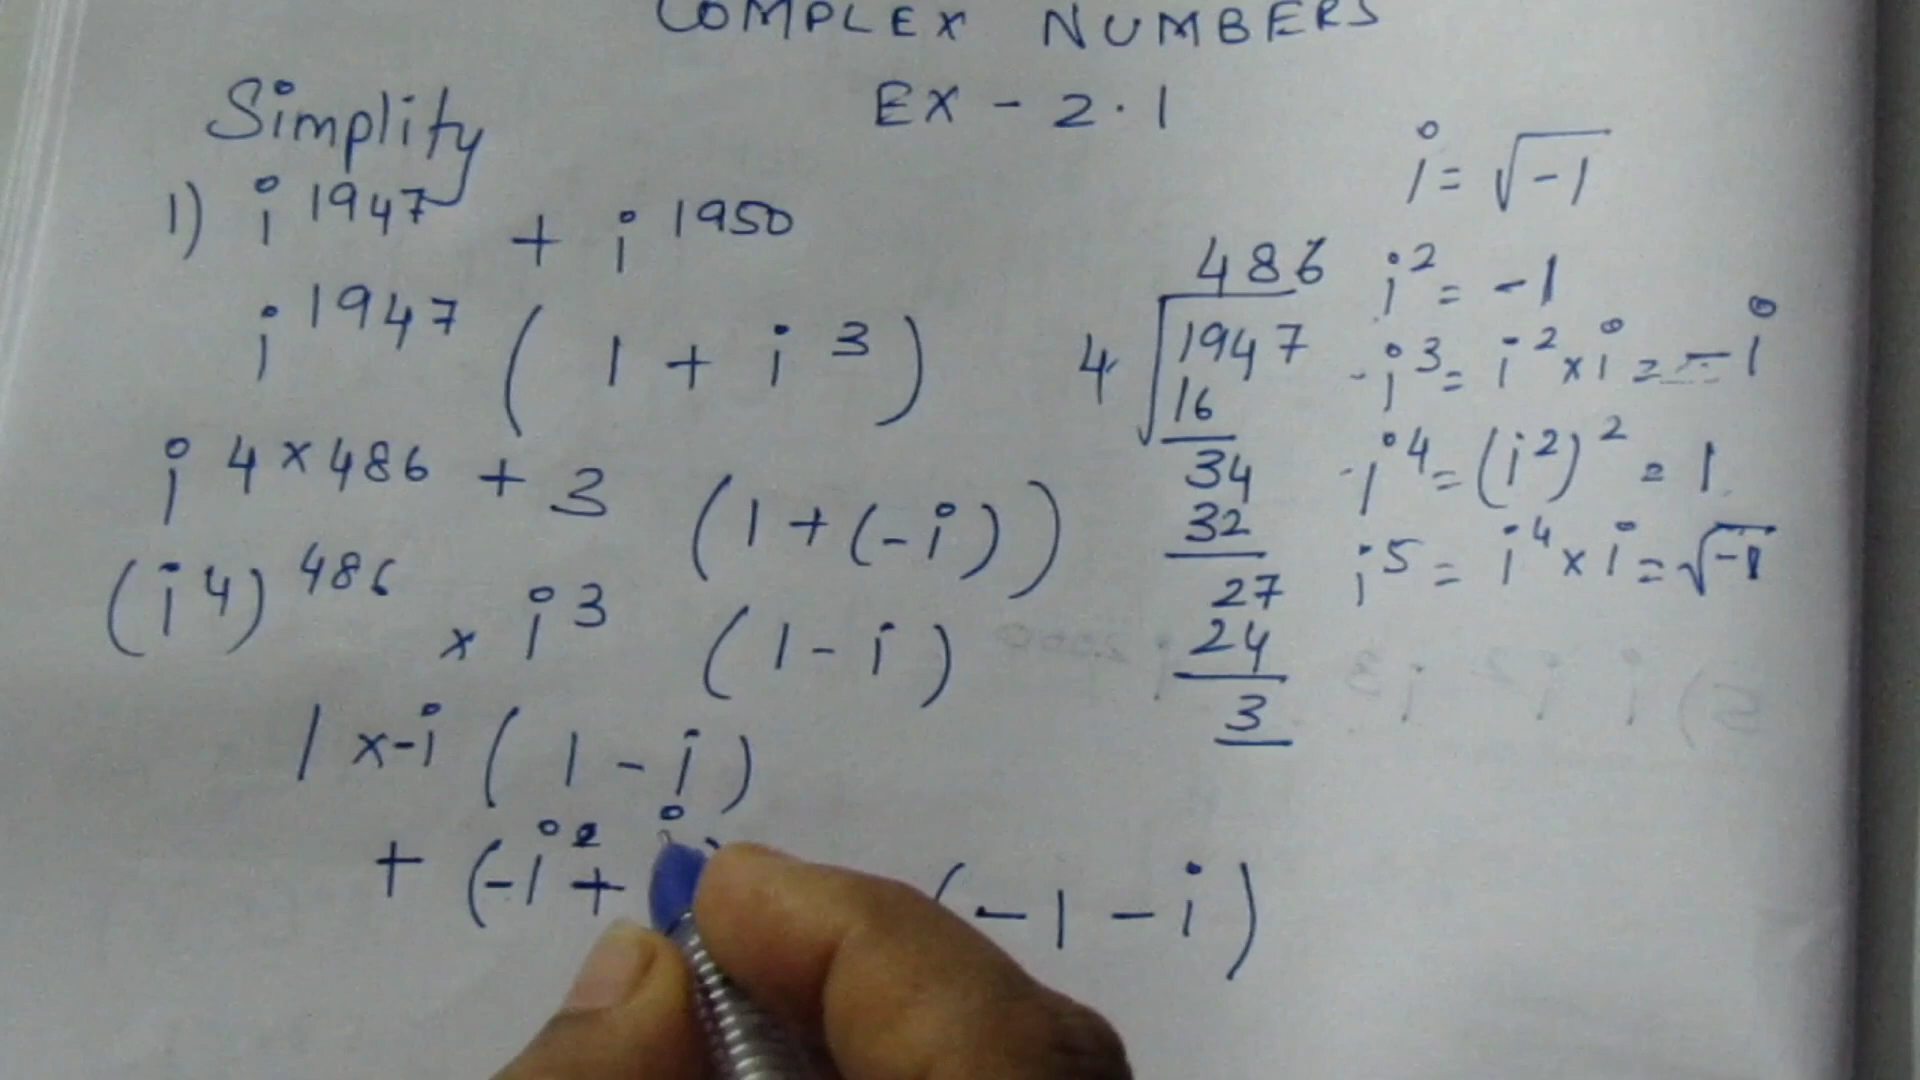 COMPLEX NUMBERS
EX - 2.1
Simplity
1) i^1947 + i^1950
i^1947 ( 1 + i^3 )
i^4×486 + 3 (1+(-i))
(i^4)^486 × i^3 (1-i)
1 x-i ( 1 - i )
+ (-i +
(-1-i)
486
4 1947
16
34
32
27
24
3
i = √-1
i^2 = -1
i^3 = i^2 × i = -i
i^4 = (i^2)^2 = 1
i^5 = i^4 × i = √-1